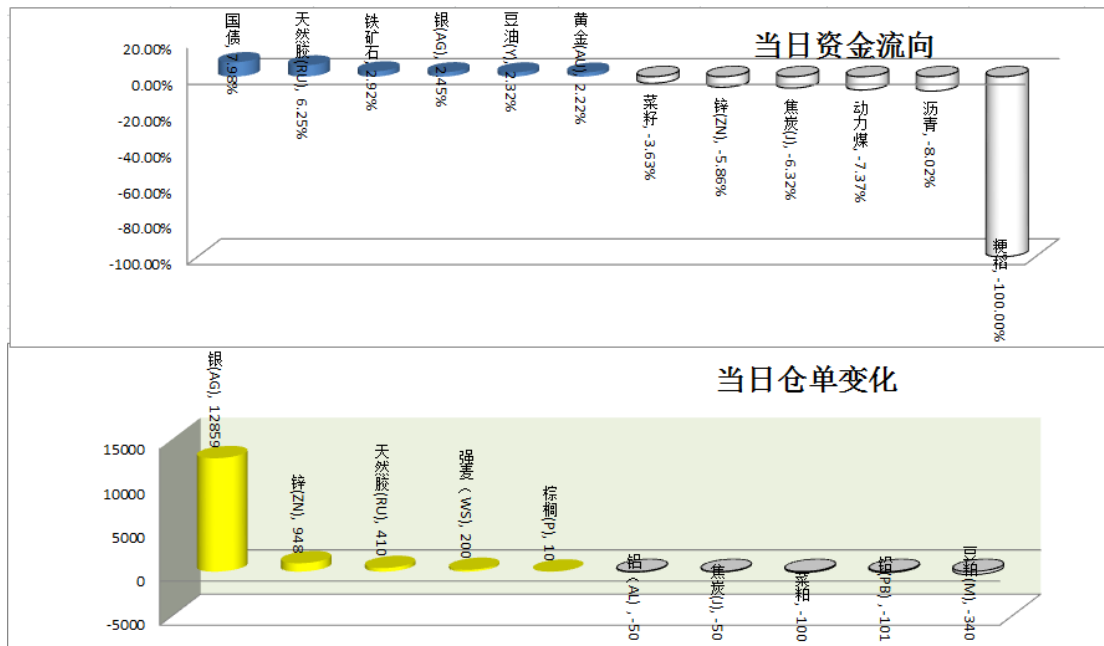 当日资金流向
20.00%
0.00%
-20.00%
-40.00%
-60.00%
-80.00%
-100.00%
国债, 7.98%
天然胶(RU), 6.25%
铁矿石, 2.92%
银(AG), 2.45%
豆油(Y), 2.32%
黄金(AU), 2.22%
菜籽, -3.63%
锌(ZN), -5.86%
焦炭(J), -6.32%
动力煤, -7.37%
沥青, -8.02%
粳稻, -100.00%
当日仓单变化
15000
10000
5000
0
-5000
银(AG), 12859
锌(ZN), 948
天然胶(RU), 410
强麦（WS), 200
棕榈(P), 10
铝（AL) , -50
焦炭(J), -50
菜粕, -100
铅(PB), -101
豆粕(M), -340